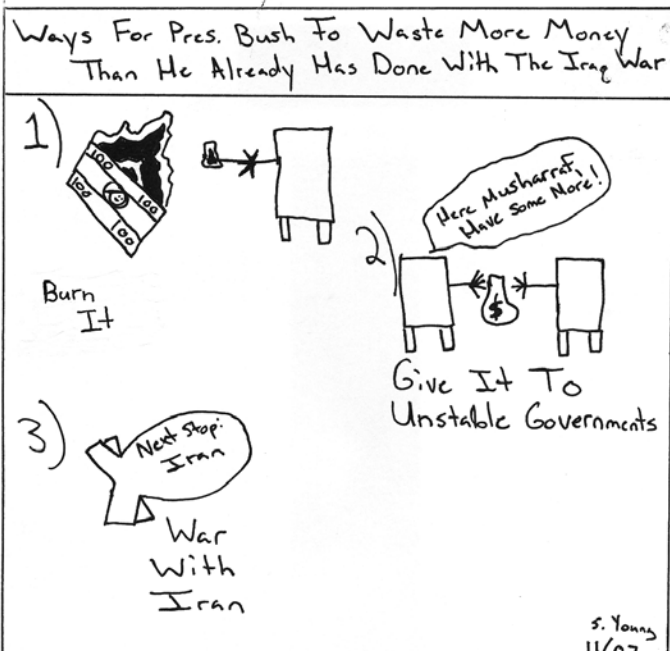 Ways For Pres. Bush To Waste More Money
Than He Already Has Done With The Iraq War
1)
100
100
100
100
Burn
It
2)
Here Musharraf,
Have Some More!
$
Give It To
Unstable Governments
3)
Next Stop:
Iran
War
With
Iran
S. Young
11/07